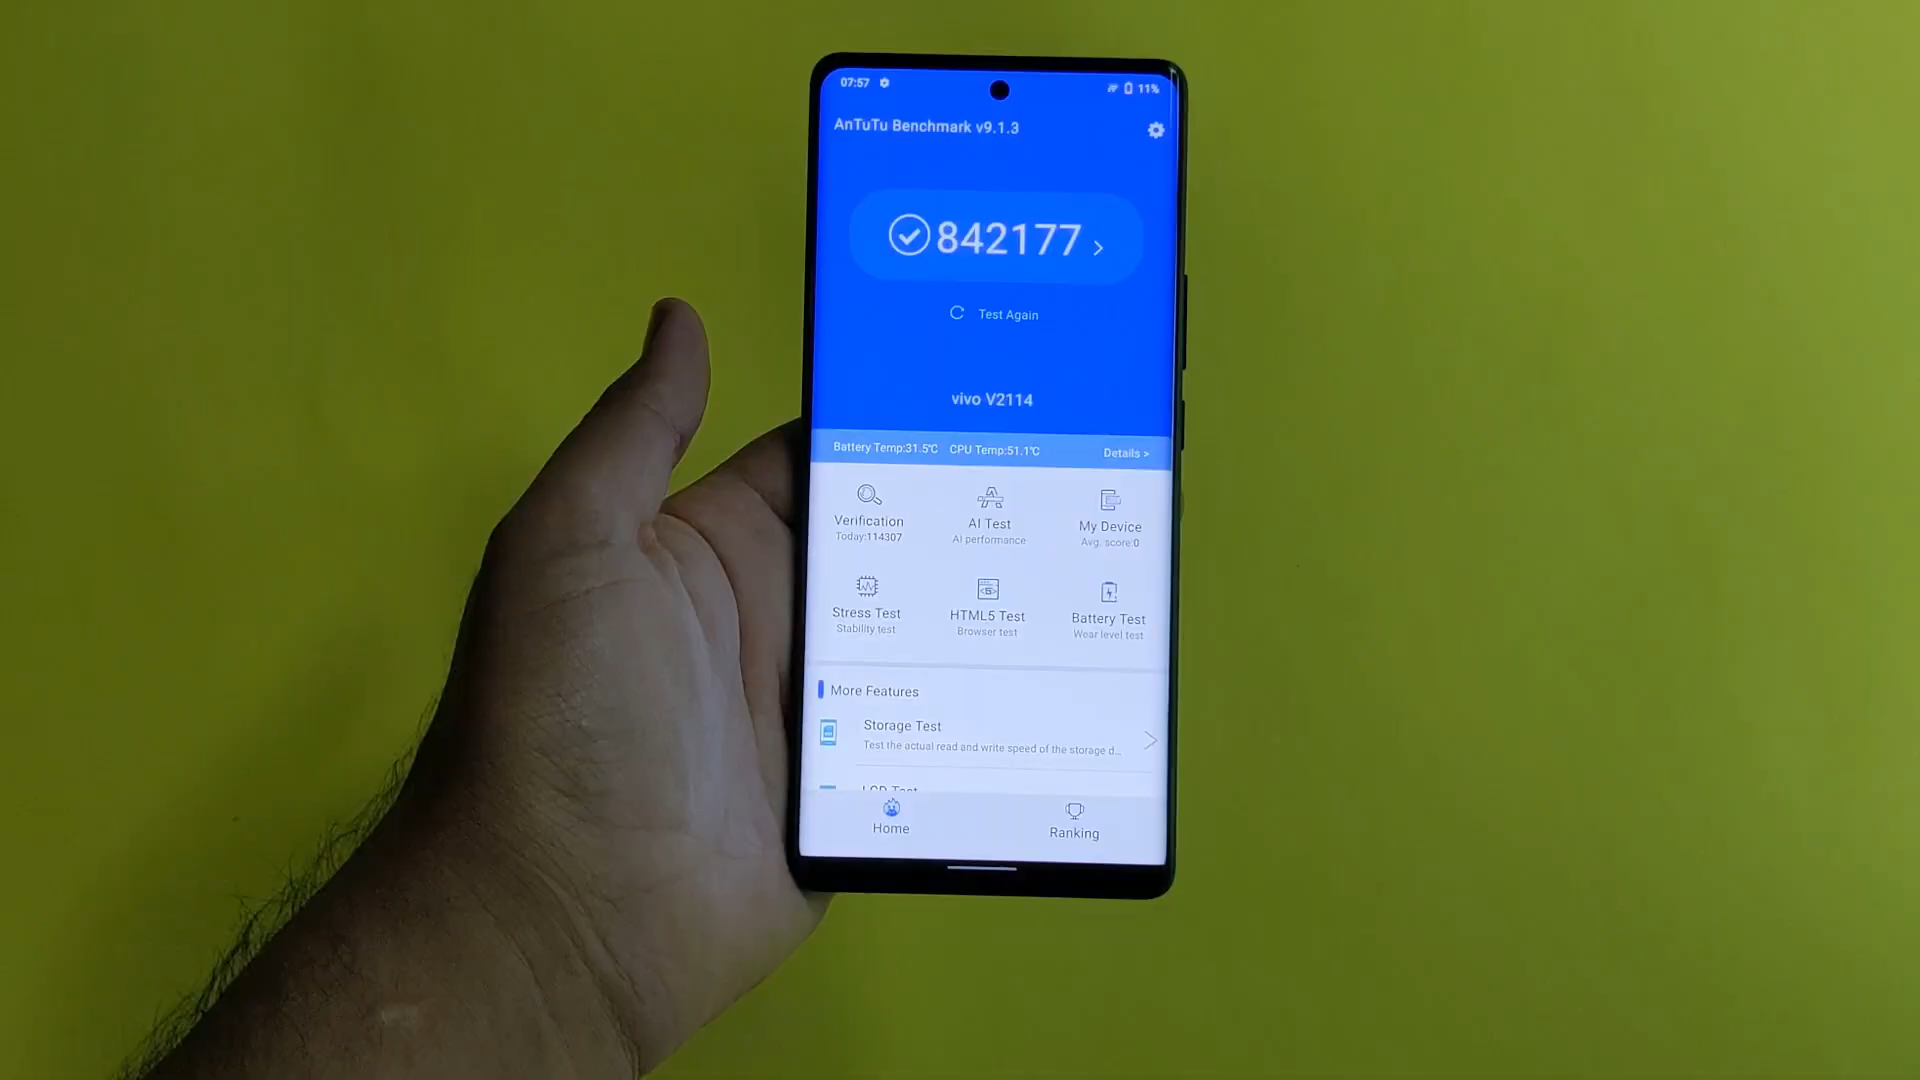 07:57 11%
AnTuTu Benchmark v9.1.3
842177
Test Again
vivo V2114
Battery Temp:31.5℃ CPU Temp:51.1℃ Details >
Verification AI Test My Device
Today:114307 AI performance Avg. score:0
Stress Test HTML5 Test Battery Test
Stability test Browser test Wear level test
More Features
Storage Test
Test the actual read and write speed of the storage d...
LCD Test
Home Ranking